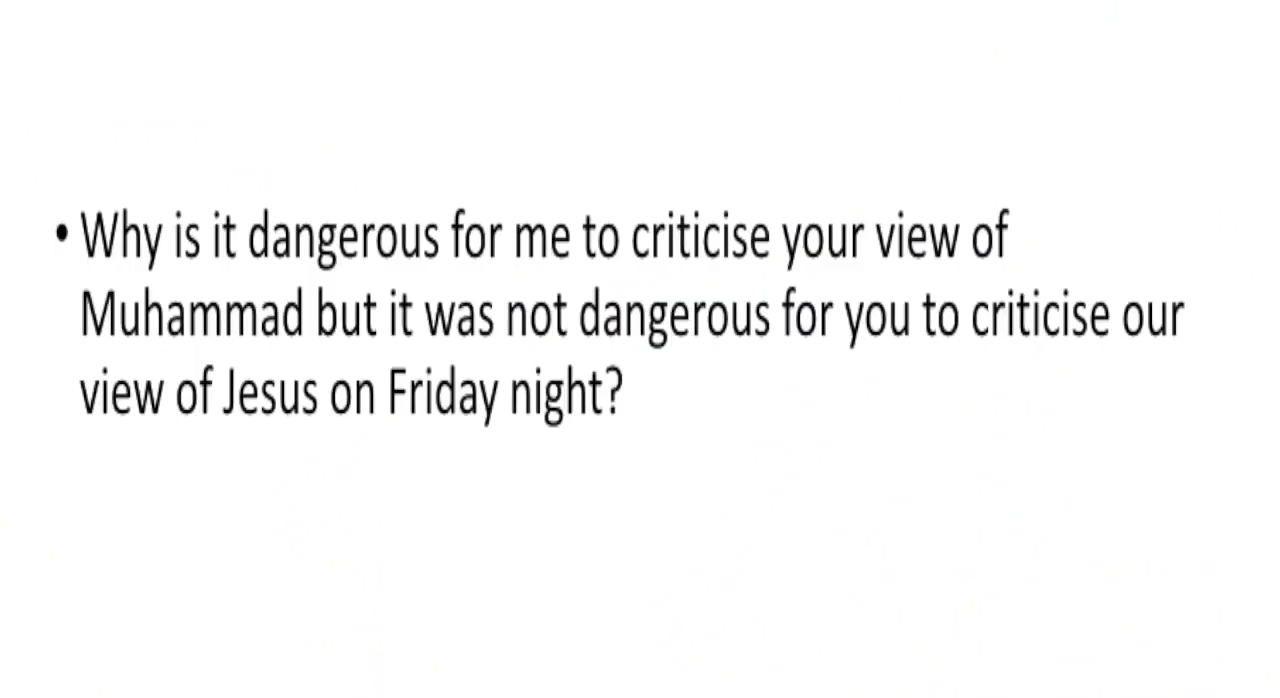 • Why is it dangerous for me to criticise your view of
Muhammad but it was not dangerous for you to criticise our
view of Jesus on Friday night?